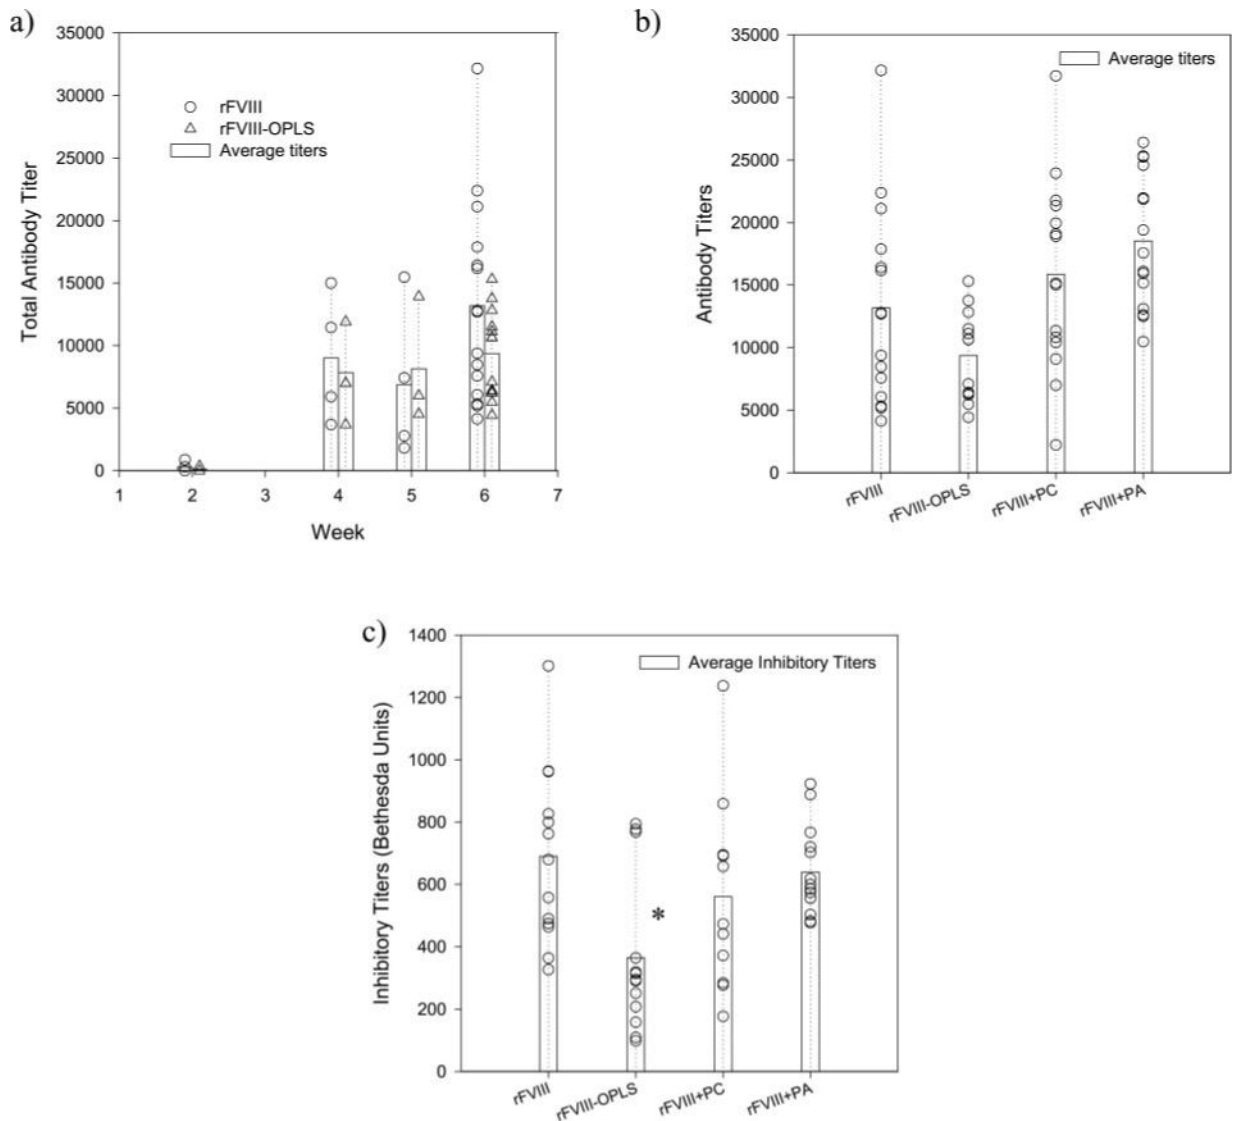 a)
35000
30000
25000
20000
15000
10000
5000
0
Total Antibody Titer
rFVIII
rFVIII-OPLS
Average titers
1 2 3 4 5 6 7
Week
b)
35000
30000
25000
20000
15000
10000
5000
0
Antibody Titers
Average titers
rFVIII
rFVIII-OPLS
rFVIII+PC
rFVIII+PA
c)
1400
1200
1000
800
600
400
200
0
Inhibitory Titers (Bethesda Units)
Average Inhibitory Titers
*
rFVIII
rFVIII-OPLS
rFVIII+PC
rFVIII+PA